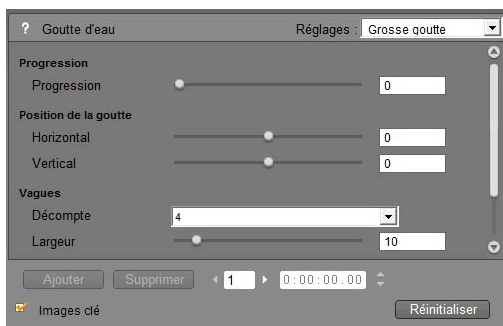 ? Goutte d'eau Réglages : Grosse goutte
Progression
Progression 0
Position de la goutte
Horizontal 0
Vertical 0
Vagues
Décompte 4
Largeur 10
Ajouter Supprimer 1 0:00:00.00
Images clé Réinitialiser